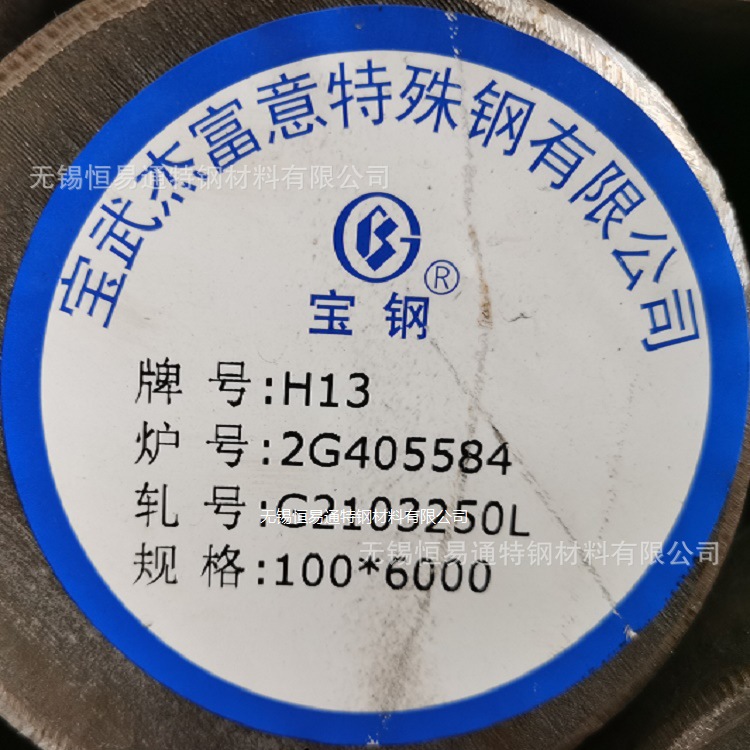 宝武杰富意特殊钢有限公司
无锡恒易通特钢材料有限公司
®
宝钢
牌 号:H13
炉 号:2G405584
轧 号:G2103250L
无锡恒易通特钢材料有限公司
无锡恒易通特钢材料有限公司
规 格:100*6000